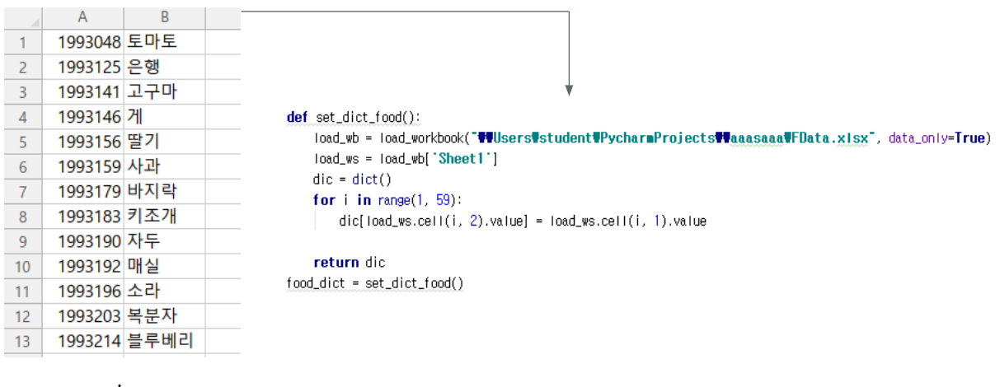 A B
1 1993048 토마토
2 1993125 은행
3 1993141 고구마
4 1993146 게
5 1993156 딸기
6 1993159 사과
7 1993179 바지락
8 1993183 키조개
9 1993190 자두
10 1993192 매실
11 1993196 소라
12 1993203 복분자
13 1993214 블루베리
def set_dict_food():
load_wb = load_workbook("₩₩Users₩student₩PycharmProjects₩₩aaasaaa₩FData.xlsx", data_only=True)
load_ws = load_wb['Sheet1']
dic = dict()
for i in range(1, 59):
dic[load_ws.cell(i, 2).value] = load_ws.cell(i, 1).value
return dic
food_dict = set_dict_food()